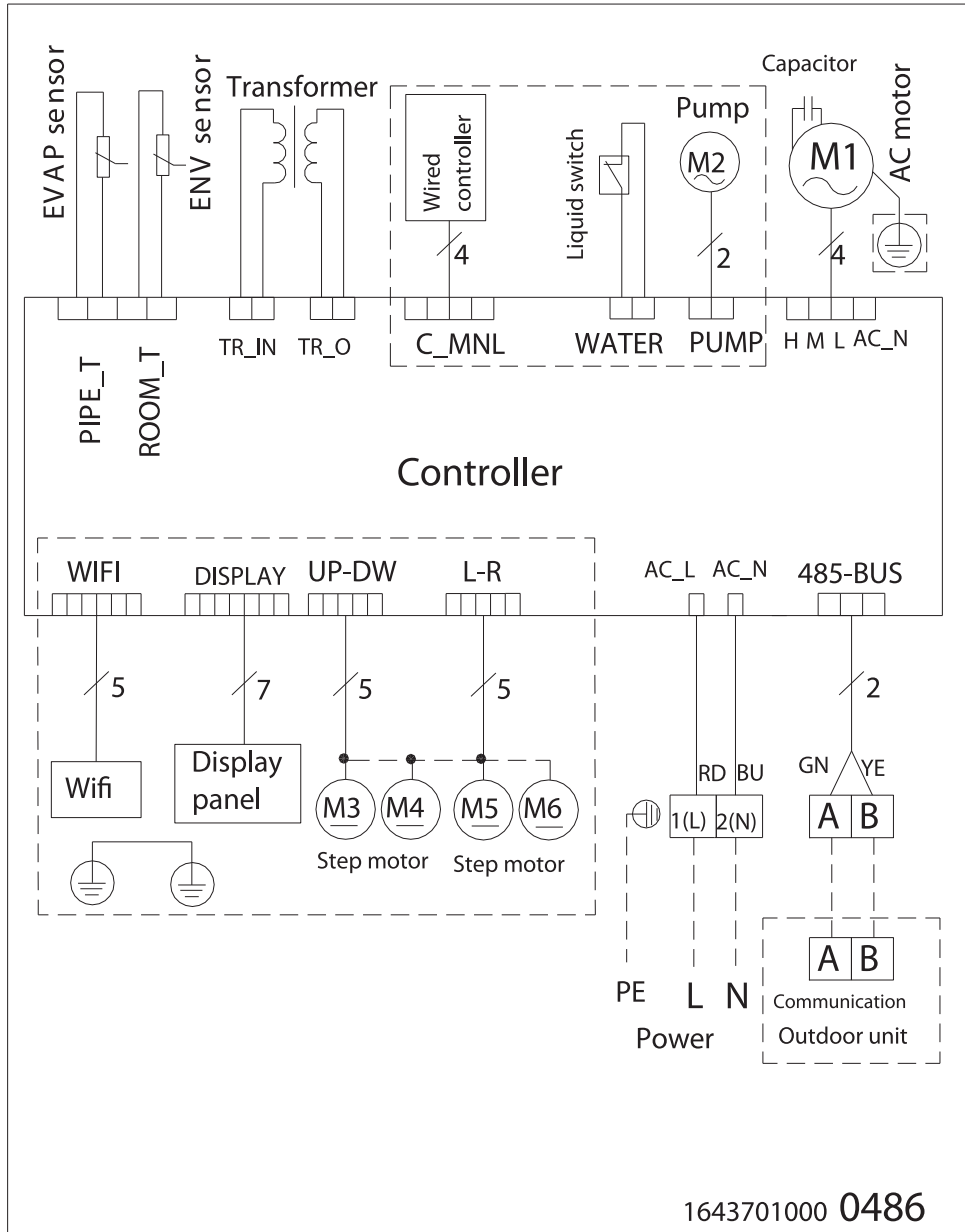 EVAP sensor
ENV sensor
Transformer
Wired
controller
4
Liquid switch
Pump
M2
2
Capacitor
M1
AC motor
4
PIPE_T
ROOM_T
TR_IN
TR_O
C_MNL
WATER
PUMP
H M L AC_N
Controller
WIFI
DISPLAY
UP-DW
L-R
AC_L
AC_N
485-BUS
5
7
5
5
2
Wifi
Display
panel
M3
M4
M5
M6
Step motor
Step motor
RD
BU
1(L)
2(N)
GN
YE
A
B
PE
L
N
Power
A
B
Communication
Outdoor unit
1643701000 0486